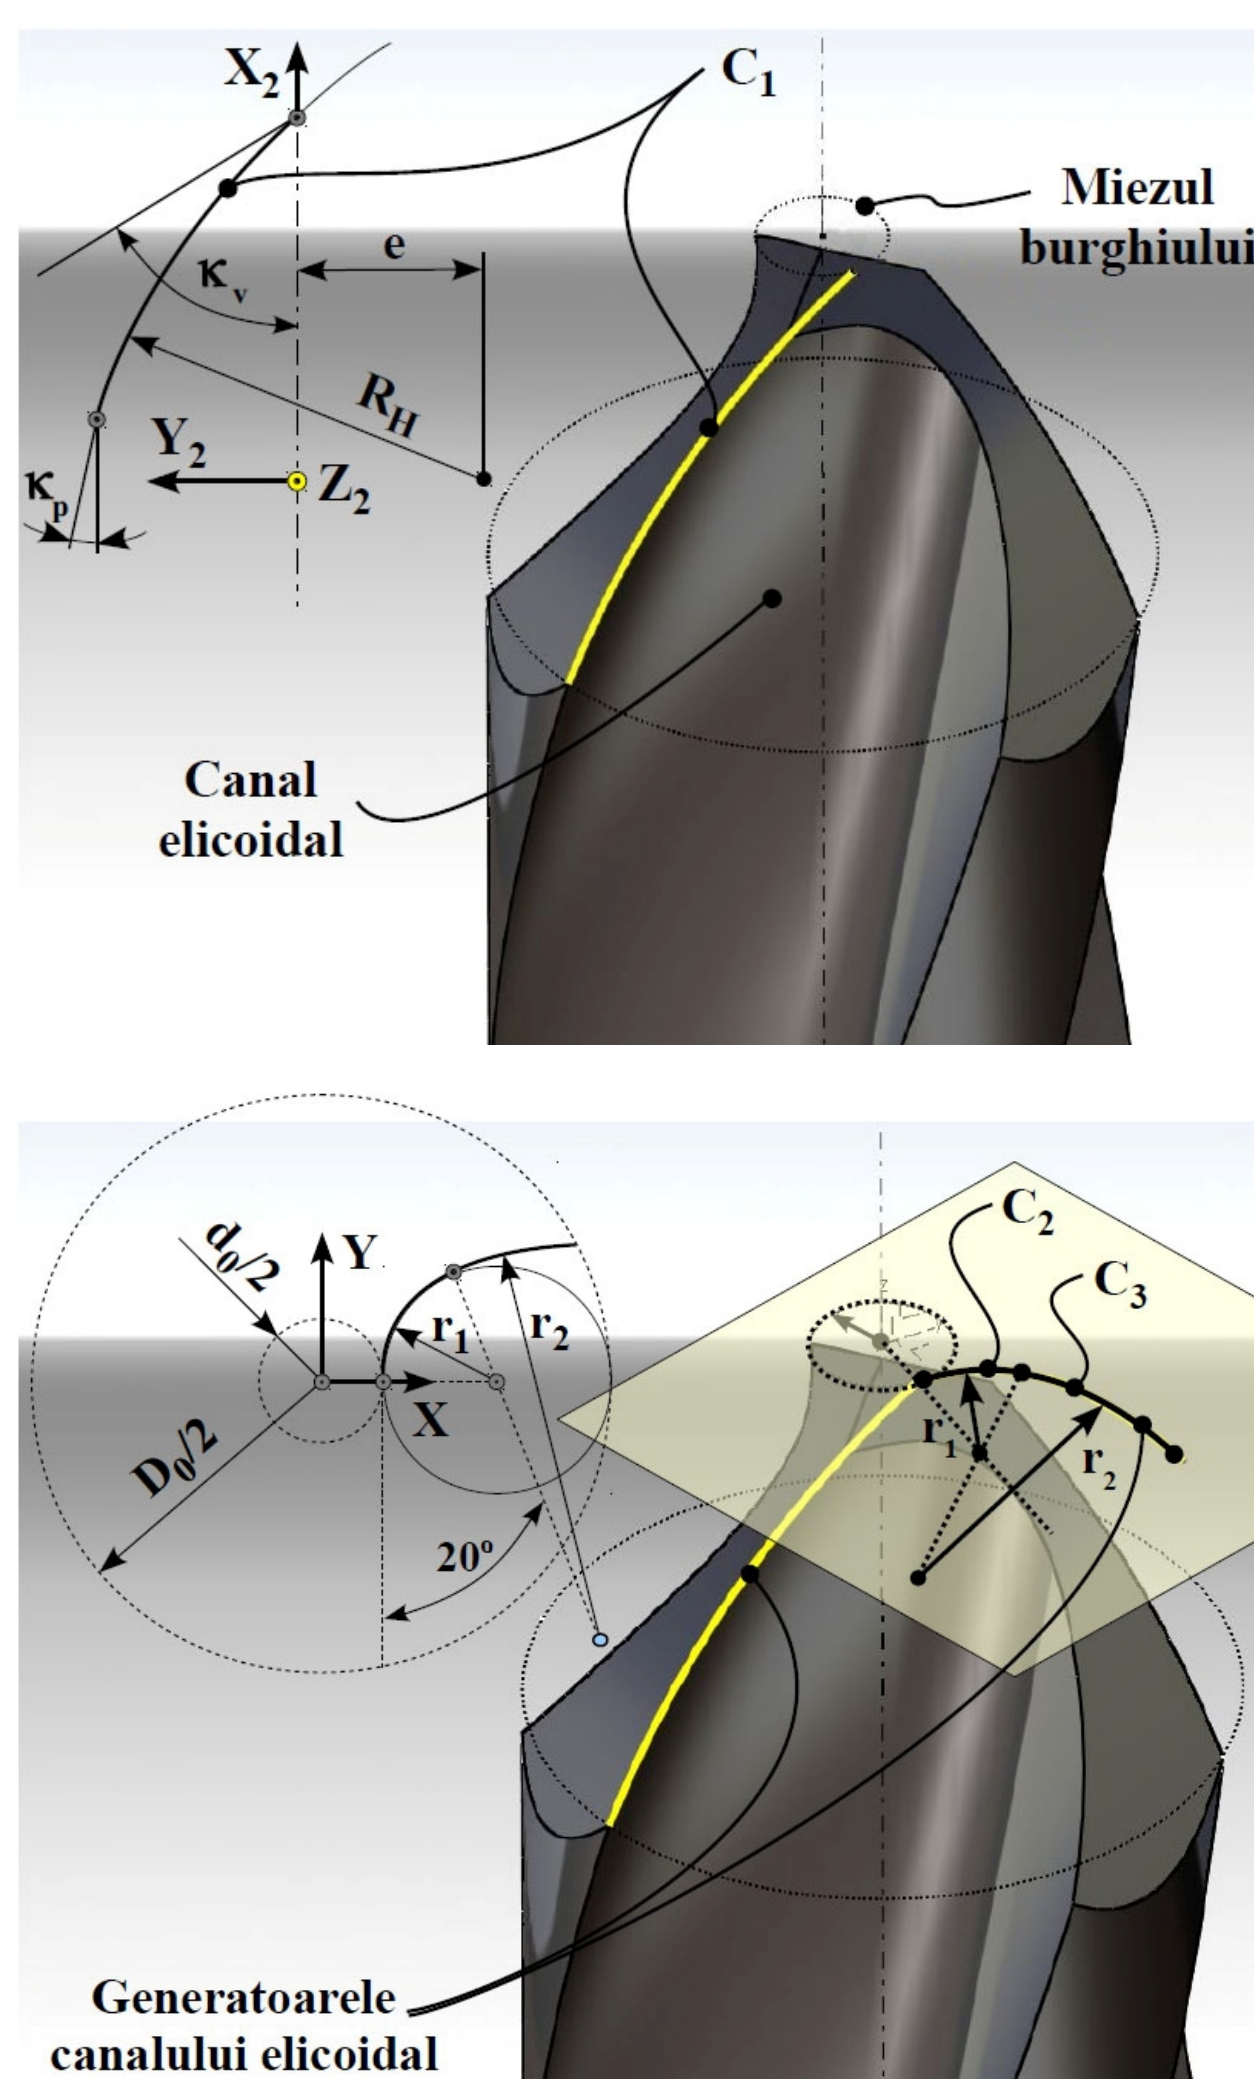 X2
C1
Miezul
burghiului
e
κv
RH
Y2
Z2
κp
Canal
elicoidal
C2
d0/2
Y
C3
r1
r2
r1
X
r2
D0/2
20º
Generatoarele
canalului elicoidal